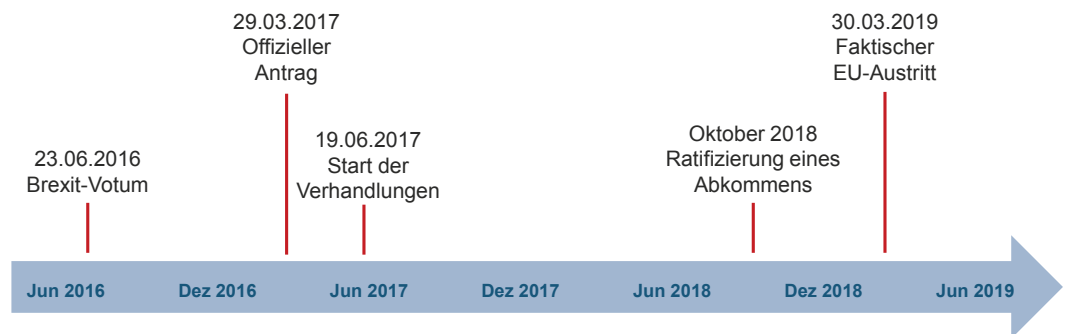 23.06.2016
Brexit-Votum
29.03.2017
Offizieller
Antrag
19.06.2017
Start der
Verhandlungen
Oktober 2018
Ratifizierung eines
Abkommens
30.03.2019
Faktischer
EU-Austritt
Jun 2016 Dez 2016 Jun 2017 Dez 2017 Jun 2018 Dez 2018 Jun 2019